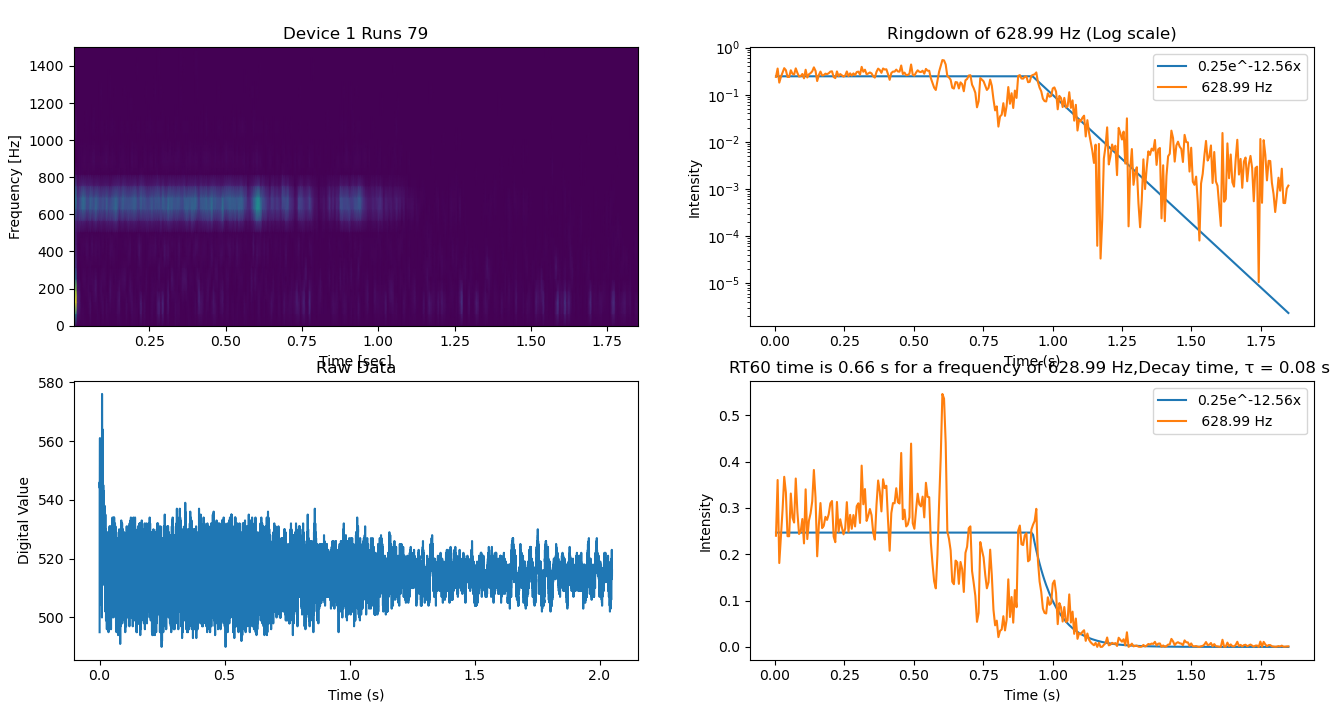 Device 1 Runs 79
Frequency [Hz]
1400
1200
1000
800
600
400
200
0
0.25 0.50 0.75 1.00 1.25 1.50 1.75
Time [sec]
Ringdown of 628.99 Hz (Log scale)
Intensity
10^0
10^-1
10^-2
10^-3
10^-4
10^-5
0.25e^-12.56x
628.99 Hz
0.00 0.25 0.50 0.75 1.00 1.25 1.50 1.75
Time (s)
Raw Data
Digital Value
580
560
540
520
500
0.0 0.5 1.0 1.5 2.0
Time (s)
RT60 time is 0.66 s for a frequency of 628.99 Hz,Decay time, τ = 0.08 s
Intensity
0.5
0.4
0.3
0.2
0.1
0.0
0.25e^-12.56x
628.99 Hz
0.00 0.25 0.50 0.75 1.00 1.25 1.50 1.75
Time (s)